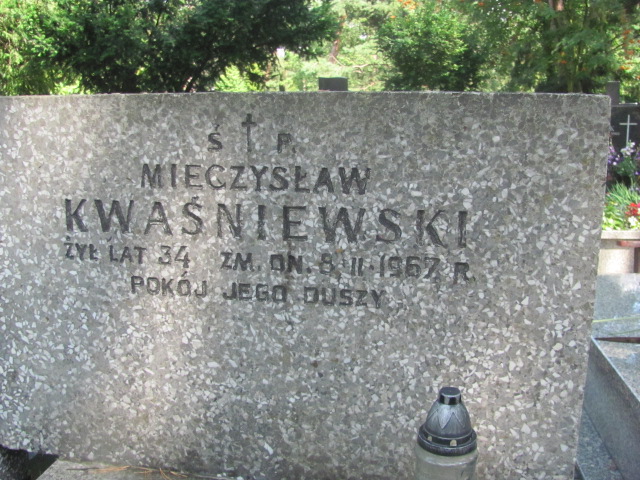 Ś P.
MIECZYSŁAW
KWAŚNIEWSKI
ŻYŁ LAT 34 ZM. DN. 8.II.1967 R.
POKÓJ JEGO DUSZY